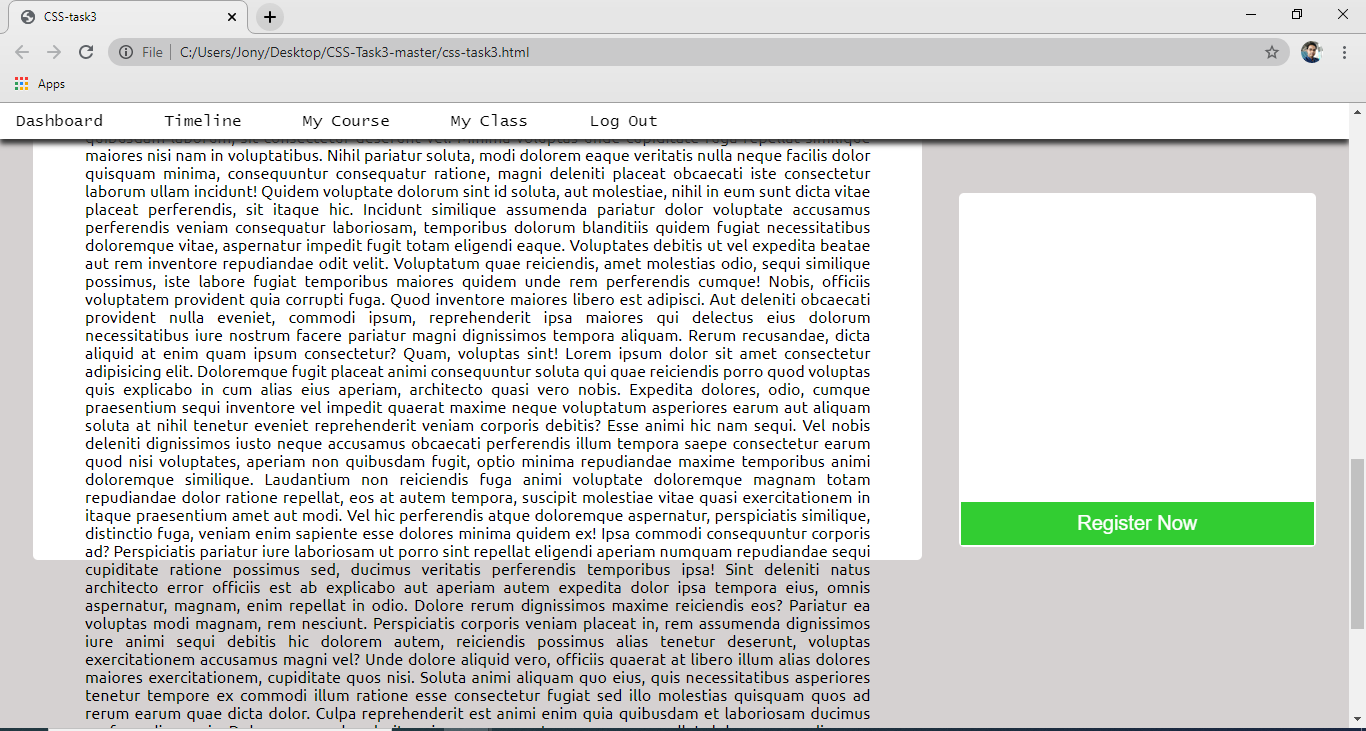 CSS-task3
File
C:/Users/Jony/Desktop/CSS-Task3-master/css-task3.html
Apps
Dashboard Timeline My Course My Class Log Out
maiores nisi nam in voluptatibus. Nihil pariatur soluta, modi dolorem eaque veritatis nulla neque facilis dolor
quisquam minima, consequuntur consequatur ratione, magni deleniti placeat obcaecati iste consectetur
laborum ullam incidunt! Quidem voluptate dolorum sint id soluta, aut molestiae, nihil in eum sunt dicta vitae
placeat perferendis, sit itaque hic. Incidunt similique assumenda pariatur dolor voluptate accusamus
perferendis veniam consequatur laboriosam, temporibus dolorum blanditiis quidem fugiat necessitatibus
doloremque vitae, aspernatur impedit fugit totam eligendi eaque. Voluptates debitis ut vel expedita beatae
aut rem inventore repudiandae odit velit. Voluptatum quae reiciendis, amet molestias odio, sequi similique
possimus, iste labore fugiat temporibus maiores quidem unde rem perferendis cumque! Nobis, officiis
voluptatem provident quia corrupti fuga. Quod inventore maiores libero est adipisci. Aut deleniti obcaecati
provident nulla eveniet, commodi ipsum, reprehenderit ipsa maiores qui delectus eius dolorum
necessitatibus iure nostrum facere pariatur magni dignissimos tempora aliquam. Rerum recusandae, dicta
aliquid at enim quam ipsum consectetur? Quam, voluptas sint! Lorem ipsum dolor sit amet consectetur
adipisicing elit. Doloremque fugit placeat animi consequuntur soluta qui quae reiciendis porro quod voluptas
quis explicabo in cum alias eius aperiam, architecto quasi vero nobis. Expedita dolores, odio, cumque
praesentium sequi inventore vel impedit quaerat maxime neque voluptatum asperiores earum aut aliquam
soluta at nihil tenetur eveniet reprehenderit veniam corporis debitis? Esse animi hic nam sequi. Vel nobis
deleniti dignissimos iusto neque accusamus obcaecati perferendis illum tempora saepe consectetur earum
quod nisi voluptates, aperiam non quibusdam fugit, optio minima repudiandae maxime temporibus animi
doloremque similique. Laudantium non reiciendis fuga animi voluptate doloremque magnam totam
repudiandae dolor ratione repellat, eos at autem tempora, suscipit molestiae vitae quasi exercitationem in
itaque praesentium amet aut modi. Vel hic perferendis atque doloremque aspernatur, perspiciatis similique,
distinctio fuga, veniam enim sapiente esse dolores minima quidem ex! Ipsa commodi consequuntur corporis
ad? Perspiciatis pariatur iure laboriosam ut porro sint repellat eligendi aperiam numquam repudiandae sequi
cupiditate ratione possimus sed, ducimus veritatis perferendis temporibus ipsa! Sint deleniti natus
architecto error officiis est ab explicabo aut aperiam autem expedita dolor ipsa tempora eius, omnis
aspernatur, magnam, enim repellat in odio. Dolore rerum dignissimos maxime reiciendis eos? Pariatur ea
voluptas modi magnam, rem nesciunt. Perspiciatis corporis veniam placeat in, rem assumenda dignissimos
iure animi sequi debitis hic dolorem autem, reiciendis possimus alias tenetur deserunt, voluptas
exercitationem accusamus magni vel? Unde dolore aliquid vero, officiis quaerat at libero illum alias dolores
maiores exercitationem, cupiditate quos nisi. Soluta animi aliquam quo eius, quis necessitatibus asperiores
tenetur tempore ex commodi illum ratione esse consectetur fugiat sed illo molestias quisquam quos ad
rerum earum quae dicta dolor. Culpa reprehenderit est animi enim quia quibusdam et laboriosam ducimus
Register Now